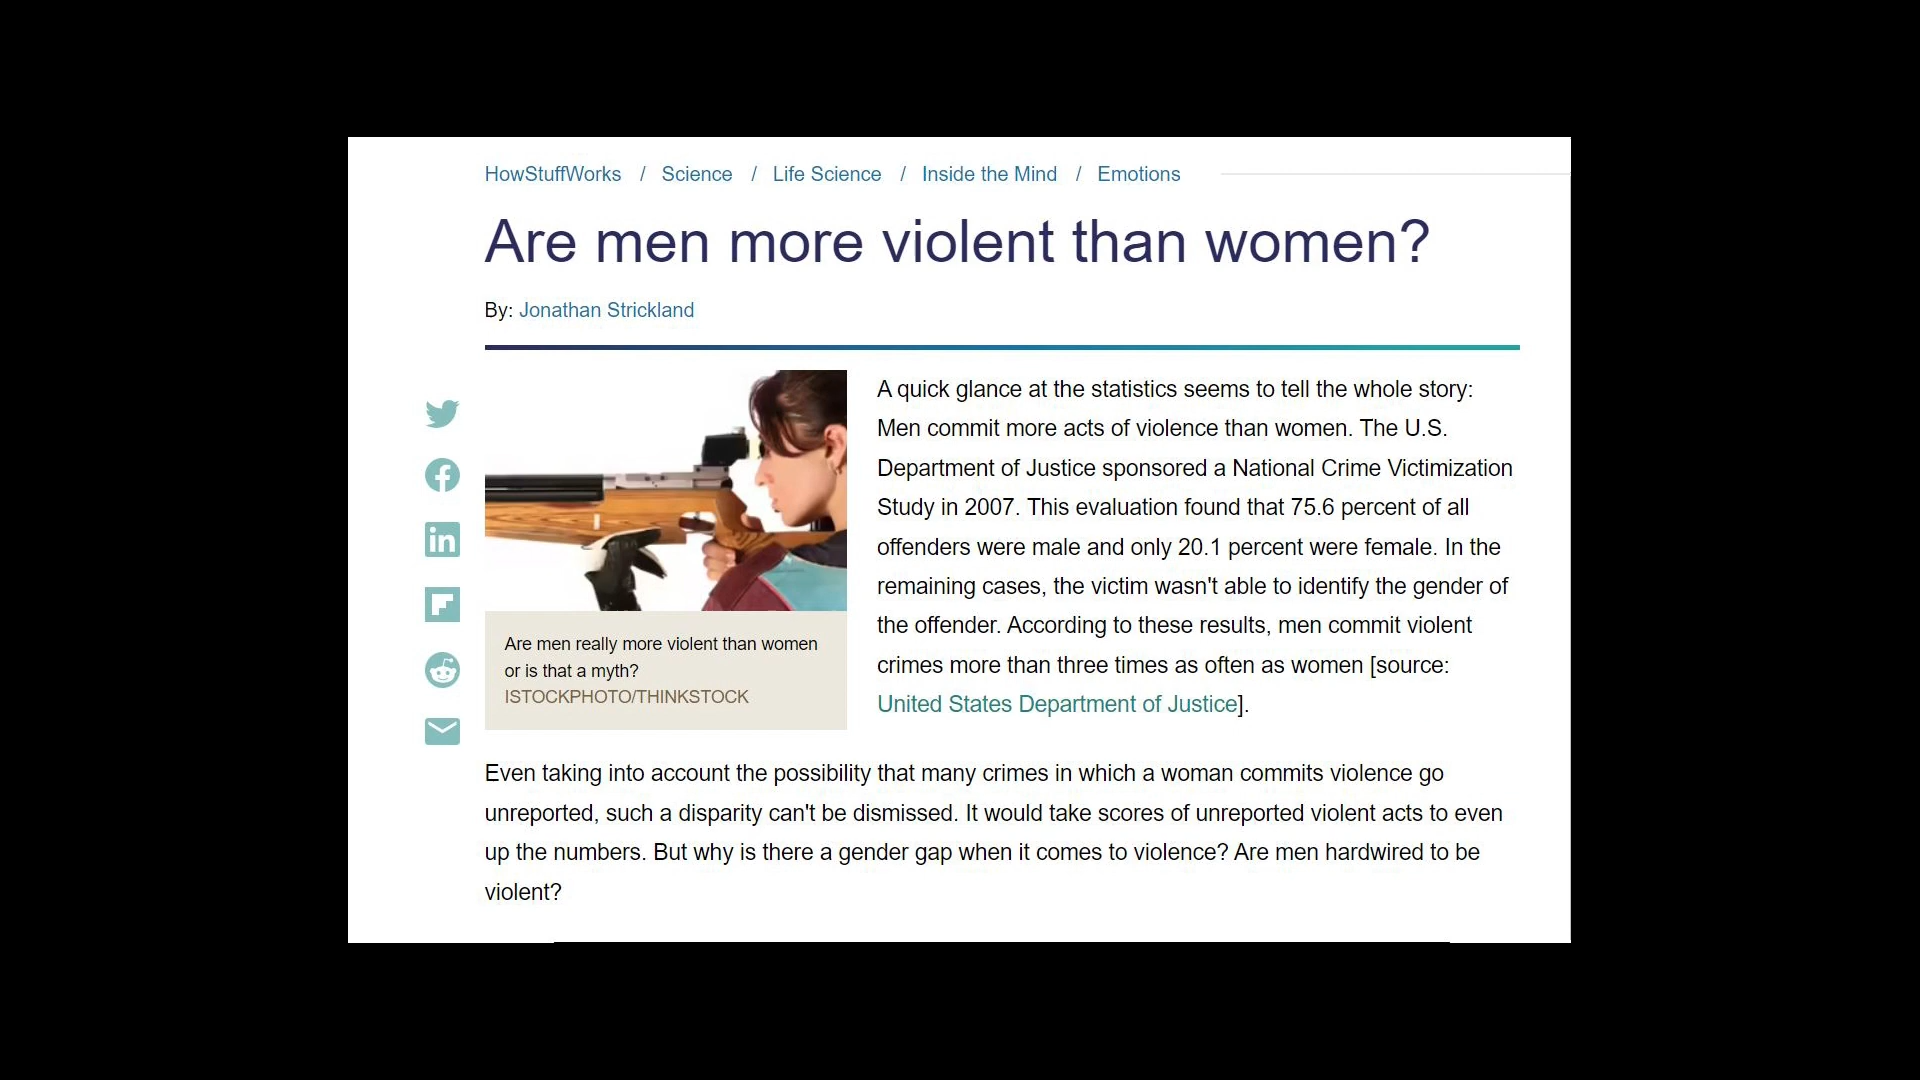 HowStuffWorks / Science / Life Science / Inside the Mind / Emotions
Are men more violent than women?
By: Jonathan Strickland
A quick glance at the statistics seems to tell the whole story:
Men commit more acts of violence than women. The U.S.
Department of Justice sponsored a National Crime Victimization
Study in 2007. This evaluation found that 75.6 percent of all
offenders were male and only 20.1 percent were female. In the
remaining cases, the victim wasn't able to identify the gender of
the offender. According to these results, men commit violent
crimes more than three times as often as women [source:
United States Department of Justice].
Are men really more violent than women
or is that a myth?
ISTOCKPHOTO/THINKSTOCK
Even taking into account the possibility that many crimes in which a woman commits violence go
unreported, such a disparity can't be dismissed. It would take scores of unreported violent acts to even
up the numbers. But why is there a gender gap when it comes to violence? Are men hardwired to be
violent?